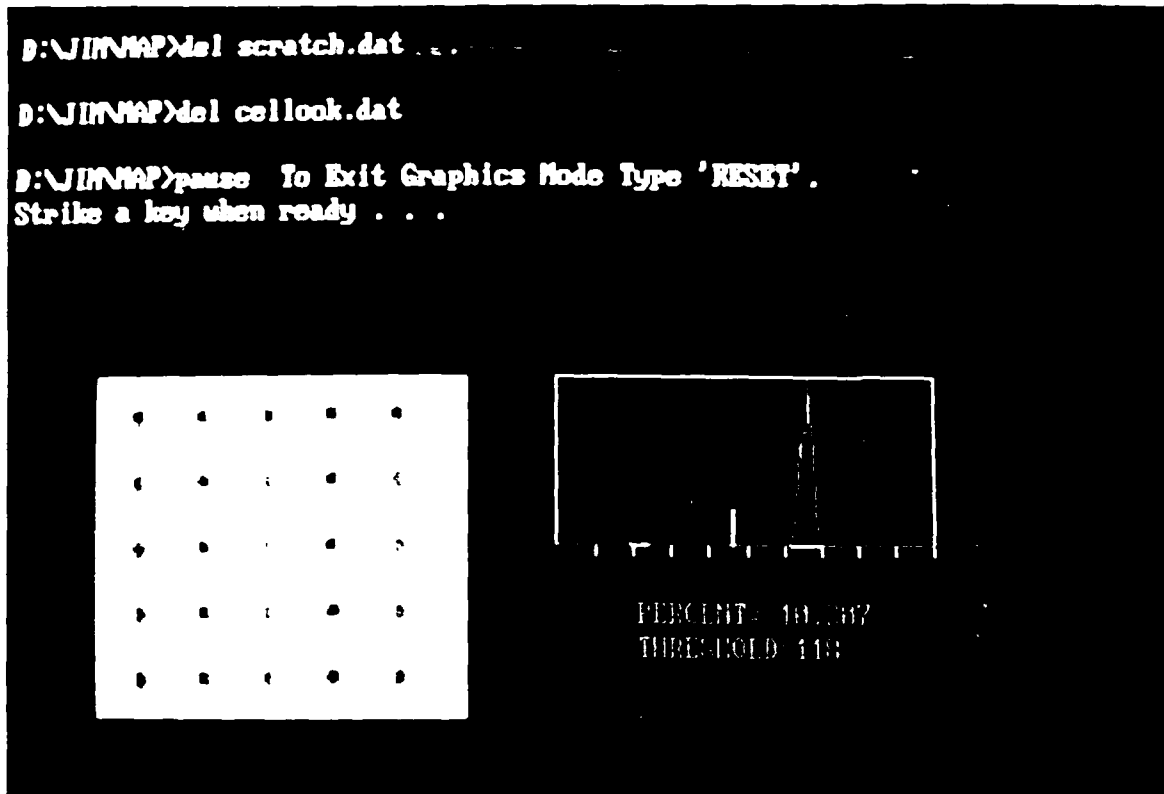 D:\JIM\MAP>del scratch.dat
D:\JIM\MAP>del cellook.dat
D:\JIM\MAP>pause To Exit Graphics Mode Type 'RESET'.
Strike a key when ready . . .
PERCENT:
THRESHOLD